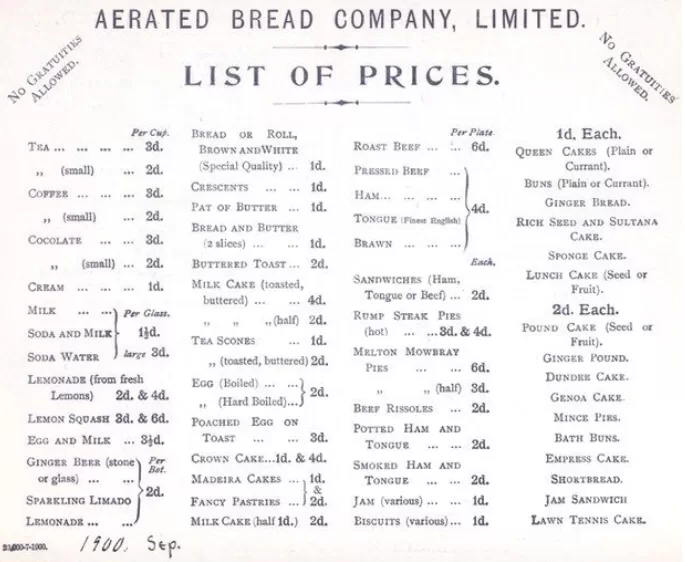 AERATED BREAD COMPANY, LIMITED.
No Gratuities
Allowed.
No Gratuities
Allowed.
LIST OF PRICES.
Per Cup.
Tea ... ... ... ... 3d.
„ (small) ... 2d.
Coffee ... ... ... 3d.
„ (small) ... 2d.
Cocolate ... ... 3d.
„ (small) ... 2d.
Cream ... ... ... 1d.
Milk ... ... Per Glass.
Soda and Milk 1½d.
Soda Water large 3d.
Lemonade (from fresh
Lemons) 2d. & 4d.
Lemon Squash 3d. & 6d.
Egg and Milk ... 3½d.
Ginger Beer (stone Per
or glass) ... ... Bot.
Sparkling Limado 2d.
Lemonade ... ...
Bread or Roll,
Brown and White
(Special Quality) ... 1d.
Crescents ... ... 1d.
Pat of Butter ... 1d.
Bread and Butter
(2 slices) ... ... 1d.
Buttered Toast ... 2d.
Milk Cake (toasted,
buttered) ... ... 4d.
„ „ „ (half) 2d.
Tea Scones ... 1d.
„ (toasted, buttered) 2d.
Egg (Boiled) ... ...
„ (Hard Boiled)... 2d.
Poached Egg on
Toast ... ... 3d.
Crown Cake...1d. & 4d.
Madeira Cakes ... 1d.
&
Fancy Pastries ... 2d.
Milk Cake (half 1d.) 2d.
Per Plate.
Roast Beef ... ... 6d.
Pressed Beef ...
Ham... ... ...
Tongue (Finest English) 4d.
Brawn ... ... ...
Each.
Sandwiches (Ham,
Tongue or Beef) ... 2d.
Rump Steak Pies
(hot) ... ...3d. & 4d.
Melton Mowbray
Pies ... ... 6d.
„ „ (half) 3d.
Beef Rissoles ... 2d.
Potted Ham and
Tongue ... ... 2d.
Smoked Ham and
Tongue ... ... 2d.
Jam (various) ... ... 1d.
Biscuits (various)... 1d.
1d. Each.
Queen Cakes (Plain or
Currant).
Buns (Plain or Currant).
Ginger Bread.
Rich Seed and Sultana
Cake.
Sponge Cake.
Lunch Cake (Seed or
Fruit).
2d. Each.
Pound Cake (Seed or
Fruit).
Ginger Pound.
Dundee Cake.
Genoa Cake.
Mince Pies.
Bath Buns.
Empress Cake.
Shortbread.
Jam Sandwich
Lawn Tennis Cake.
1900. Sep.